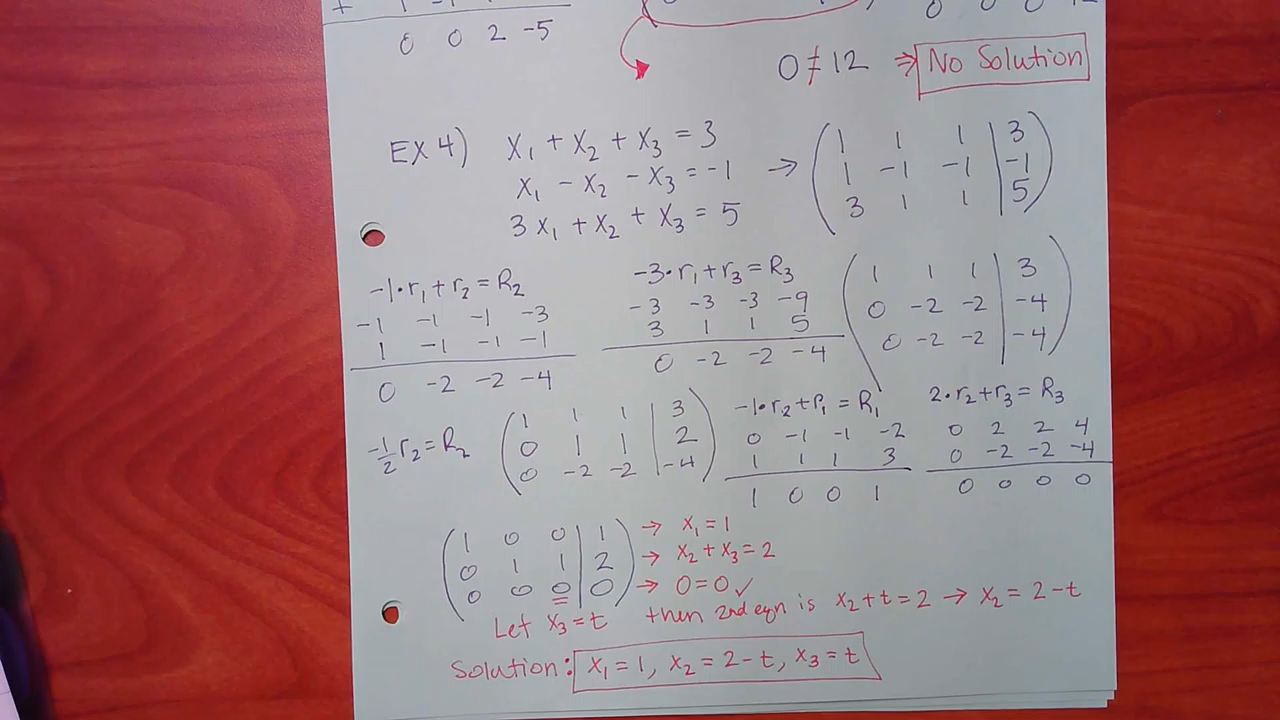 0 0 2 -5
0 ≠ 12 ⇒ No Solution
EX 4) x₁ + x₂ + x₃ = 3
x₁ - x₂ - x₃ = -1
3x₁ + x₂ + x₃ = 5
→ ( 1 1 1 | 3
1 -1 -1 | -1
3 1 1 | 5 )
-1·r₁ + r₂ = R₂
-1 -1 -1 -3
1 -1 -1 -1
0 -2 -2 -4
-3·r₁ + r₃ = R₃
-3 -3 -3 -9
3 1 1 5
0 -2 -2 -4
( 1 1 1 | 3
0 -2 -2 | -4
0 -2 -2 | -4 )
-1/2 r₂ = R₂
( 1 1 1 | 3
0 1 1 | 2
0 -2 -2 | -4 )
-1·r₂ + r₁ = R₁
0 -1 -1 -2
1 1 1 3
1 0 0 1
2·r₂ + r₃ = R₃
0 2 2 4
0 -2 -2 -4
0 0 0 0
( 1 0 0 | 1 ) → x₁ = 1
0 1 1 | 2 → x₂ + x₃ = 2
0 0 0 | 0 → 0 = 0 ✓
Let x₃ = t then 2nd eqn is x₂ + t = 2 → x₂ = 2 - t
Solution: x₁ = 1, x₂ = 2 - t, x₃ = t